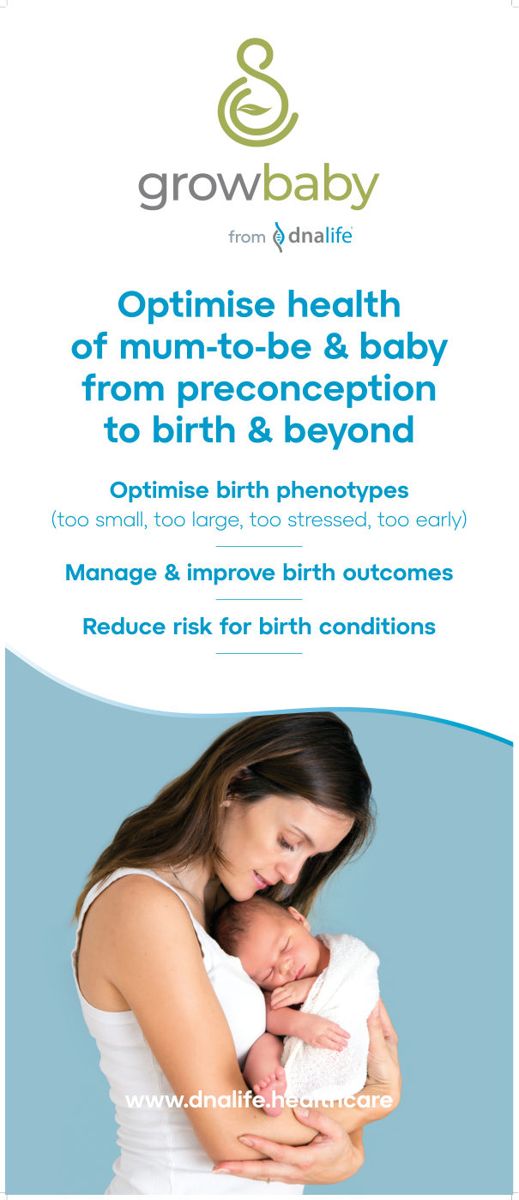 growbaby
from dnalife
Optimise health
of mum-to-be & baby
from preconception
to birth & beyond
Optimise birth phenotypes
(too small, too large, too stressed, too early)
Manage & improve birth outcomes
Reduce risk for birth conditions
www.dnalife.healthcare